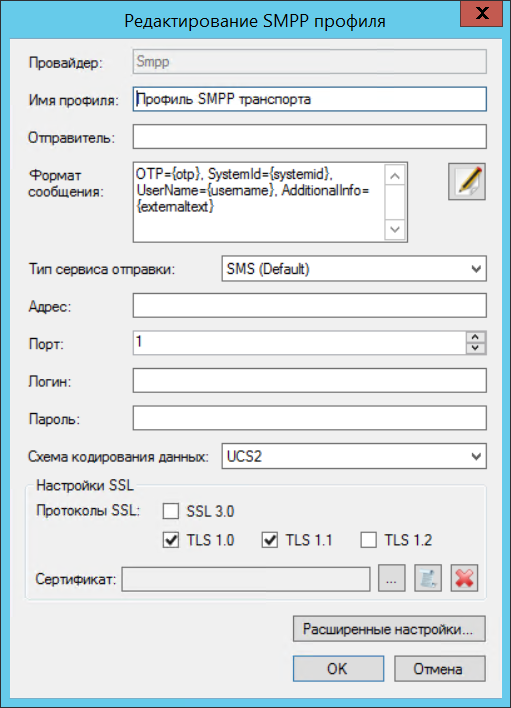 Редактирование SMPP профиля
X
Провайдер: Smpp
Имя профиля: Профиль SMPP транспорта
Отправитель:
Формат сообщения:
OTP={otp}, SystemId={systemid},
UserName={username}, AdditionalInfo=
{externaltext}
Тип сервиса отправки: SMS (Default)
Адрес:
Порт: 1
Логин:
Пароль:
Схема кодирования данных: UCS2
Настройки SSL
Протоколы SSL: SSL 3.0
TLS 1.0 TLS 1.1 TLS 1.2
Сертификат: ...
Расширенные настройки...
OK Отмена